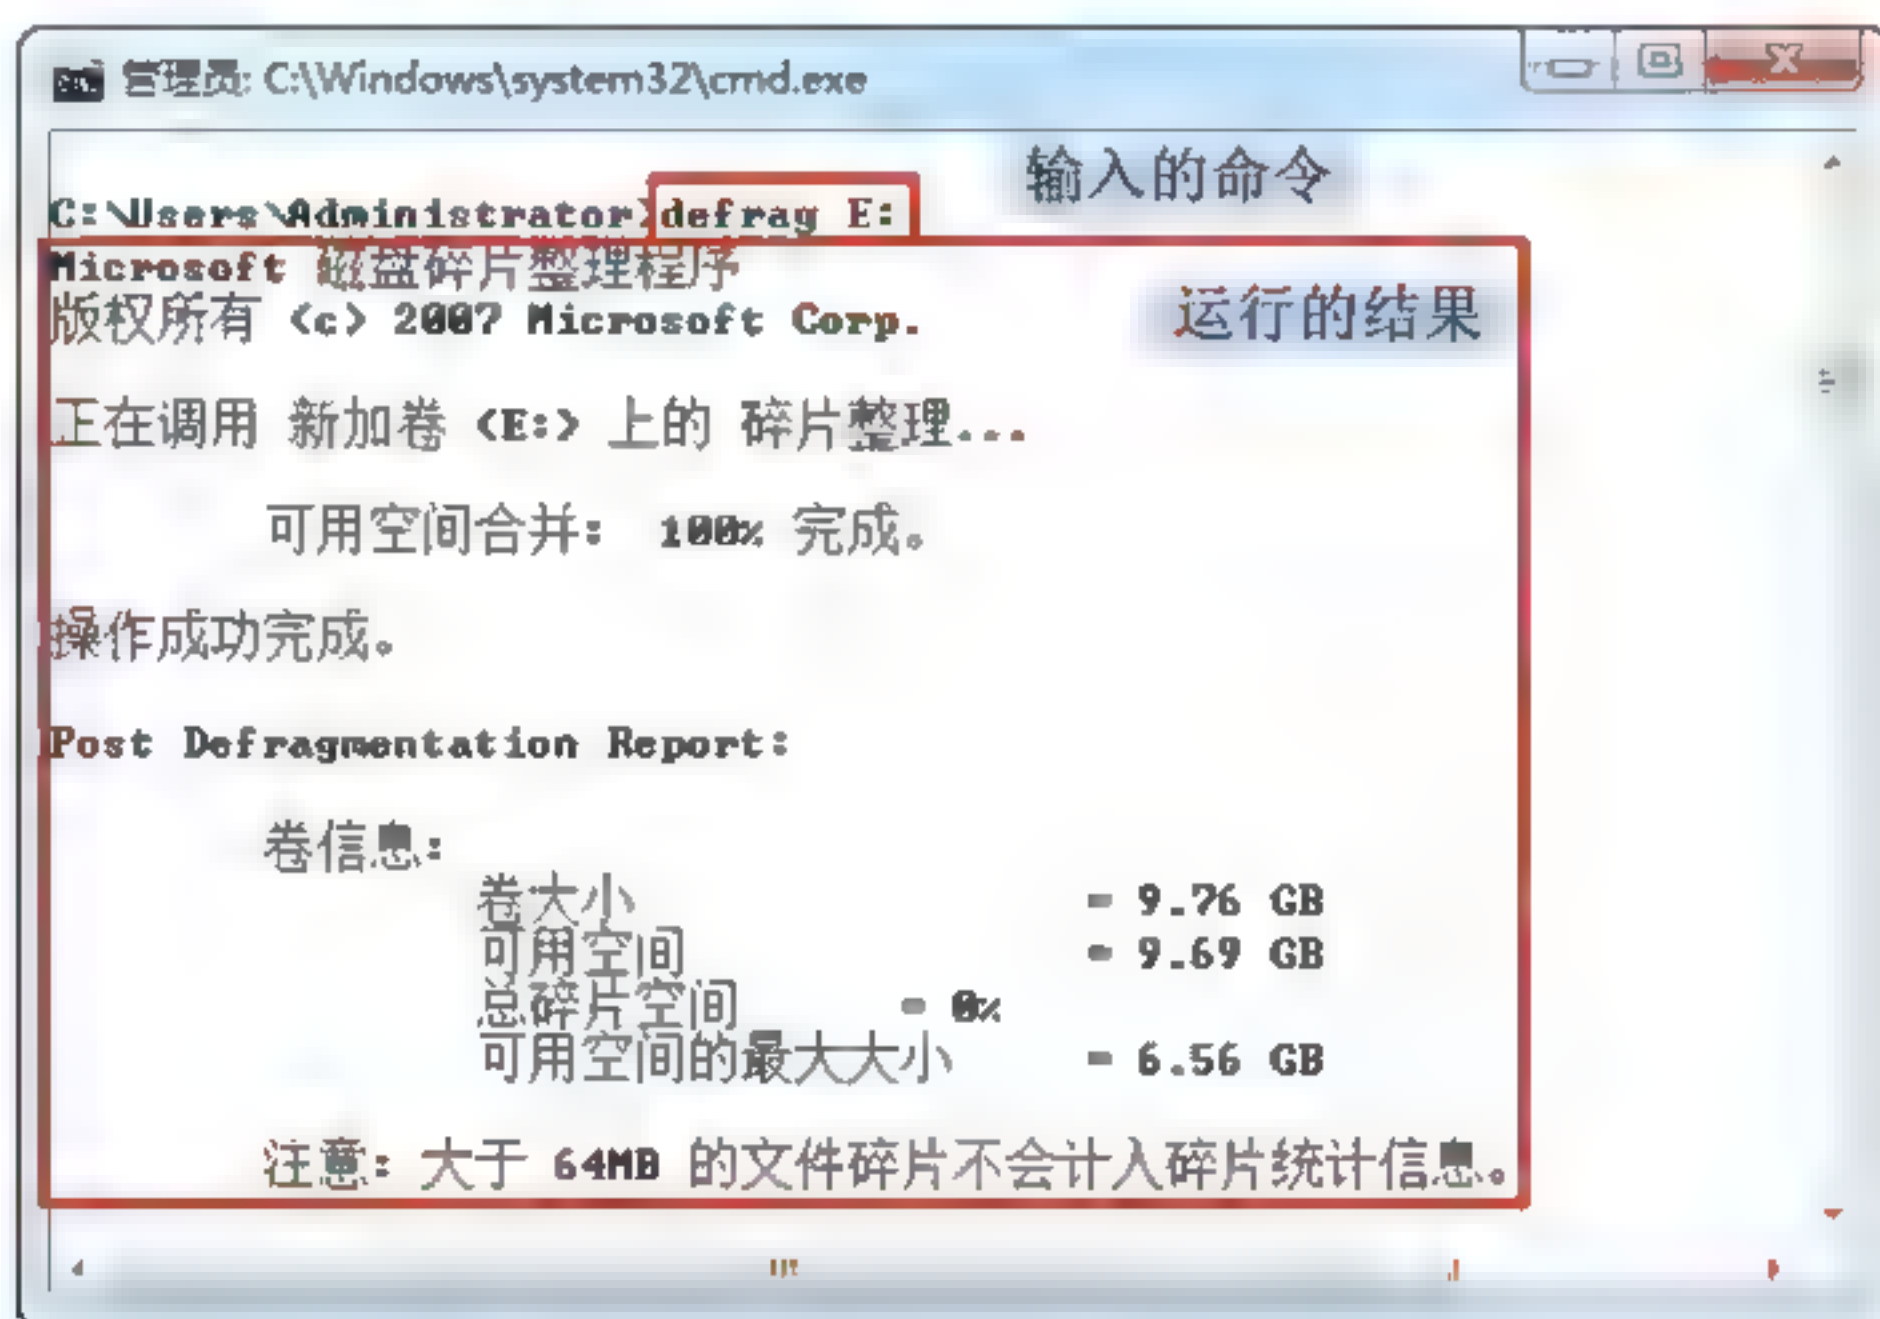 管理员: C:\Windows\system32\cmd.exe
输入的命令
C:\Users\Administrator>defrag E:
Microsoft 磁盘碎片整理程序
版权所有 (c) 2007 Microsoft Corp.
运行的结果
正在调用 新加卷 (E:) 上的 碎片整理...
可用空间合并: 100% 完成。
操作成功完成。
Post Defragmentation Report:
卷信息:
卷大小 = 9.76 GB
可用空间 = 9.69 GB
总碎片空间 = 0%
可用空间的最大大小 = 6.56 GB
注意: 大于 64MB 的文件碎片不会计入碎片统计信息。